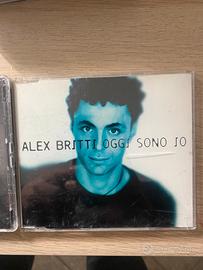 ALEX BRITTI OGGI SONO IO